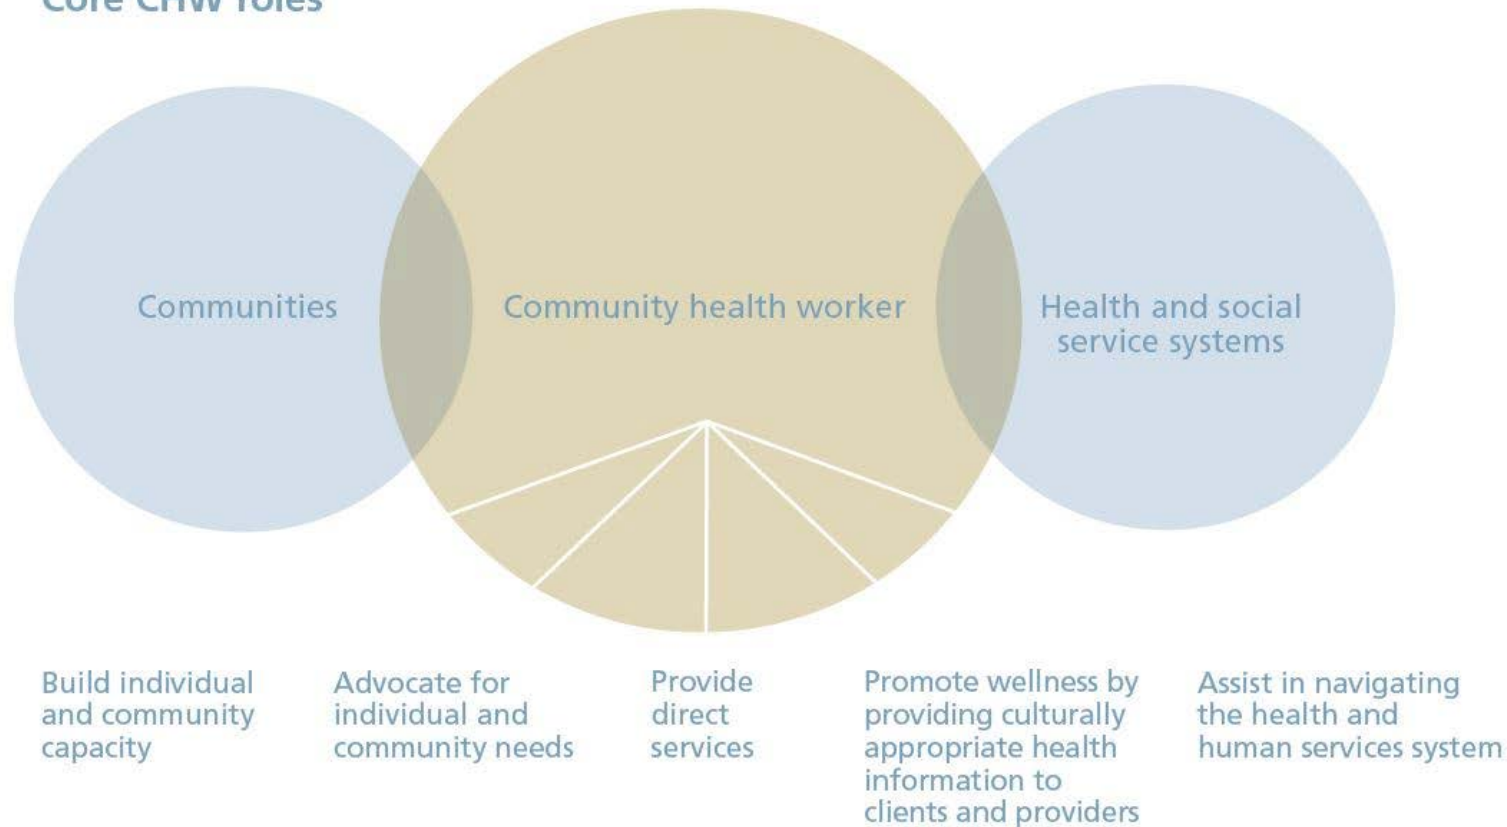 Core CHW roles
Communities
Community health worker
Health and social
service systems
Build individual
and community
capacity
Advocate for
individual and
community needs
Provide
direct
services
Promote wellness by
providing culturally
appropriate health
information to
clients and providers
Assist in navigating
the health and
human services system